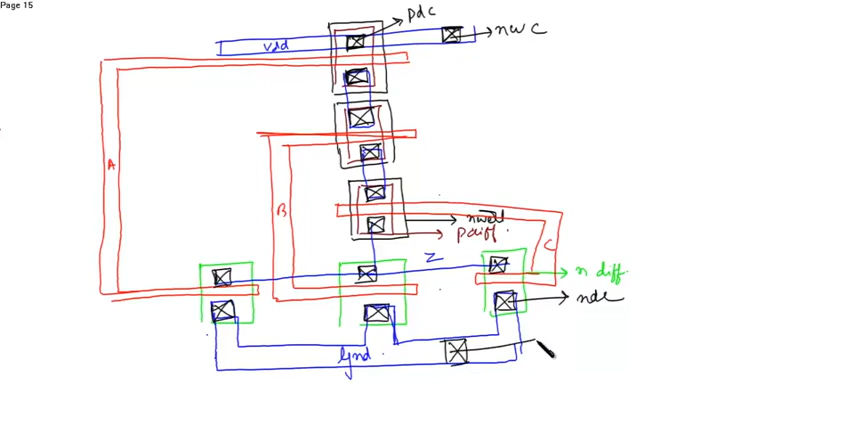 Page 15
pdc
vdd
nwc
A
B
nwell
pdiff.
C
Z
n diff
ndc
Gnd